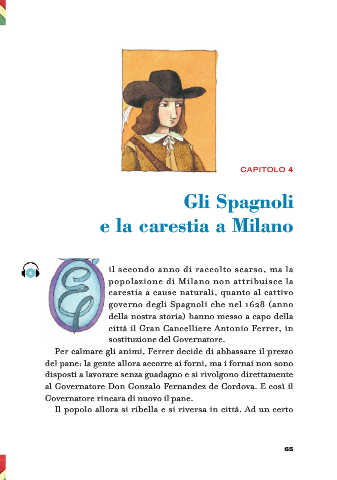 CAPITOLO 4
Gli Spagnoli
e la carestia a Milano
È il secondo anno di raccolto scarso, ma la
popolazione di Milano non attribuisce la
carestia a cause naturali, quanto al cattivo
governo degli Spagnoli che nel 1628 (anno
della nostra storia) hanno messo a capo della
città il Gran Cancelliere Antonio Ferrer, in
sostituzione del Governatore.
Per calmare gli animi, Ferrer decide di abbassare il prezzo
del pane: la gente allora accorre ai forni, ma i fornai non sono
disposti a lavorare senza guadagno e si rivolgono direttamente
al Governatore Don Gonzalo Fernandez de Cordova. E così il
Governatore rincara di nuovo il pane.
Il popolo allora si ribella e si riversa in città. Ad un certo
65